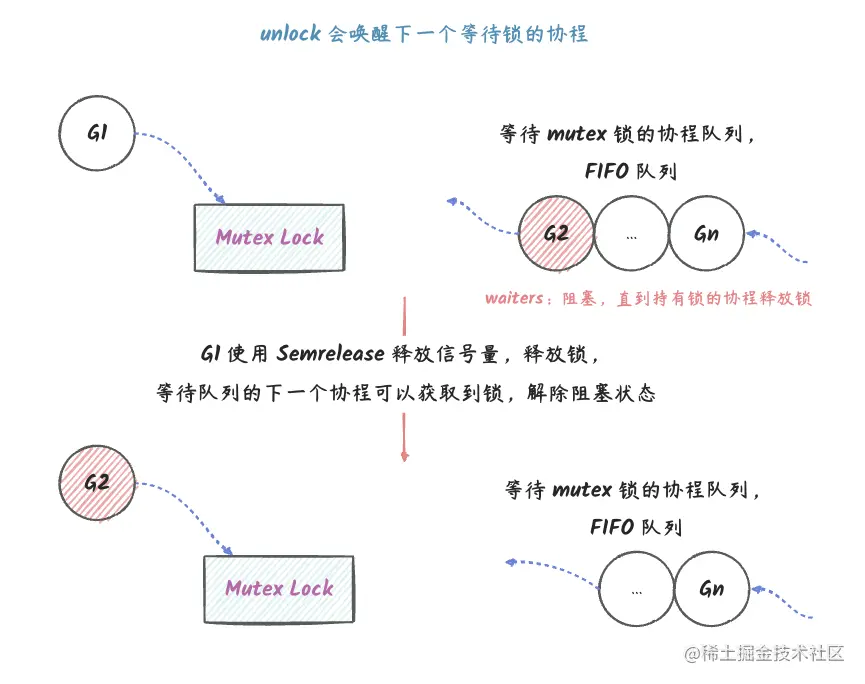 unlock 会唤醒下一个等待锁的协程
G1
等待 mutex 锁的协程队列，
FIFO 队列
Mutex Lock
G2
...
Gn
waiters：阻塞，直到持有锁的协程释放锁
G1 使用 Semrelease 释放信号量，释放锁，
等待队列的下一个协程可以获取到锁，解除阻塞状态
G2
等待 mutex 锁的协程队列，
FIFO 队列
Mutex Lock
...
Gn
@稀土掘金技术社区